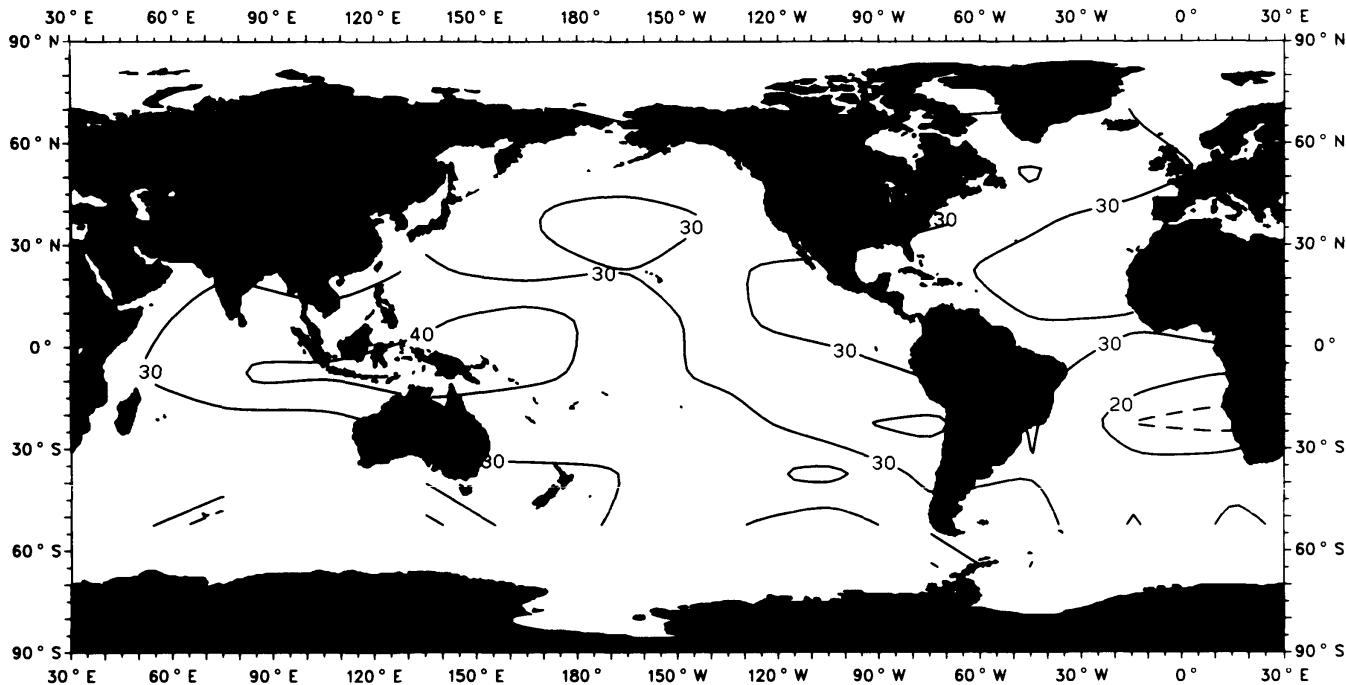 30° E 60° E 90° E 120° E 150° E 180° 150° W 120° W 90° W 60° W 30° W 0° 30° E
90° N 90° N
60° N 60° N
30 30
30
30° N 30° N
30
40
30
0° 30 0°
30
20
30° S 30 30 30° S
60° S 60° S
90° S 90° S
30° E 60° E 90° E 120° E 150° E 180° 150° W 120° W 90° W 60° W 30° W 0° 30° E